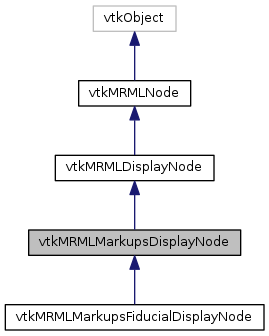 vtkObject
vtkMRMLNode
vtkMRMLDisplayNode
vtkMRMLMarkupsDisplayNode
vtkMRMLMarkupsFiducialDisplayNode